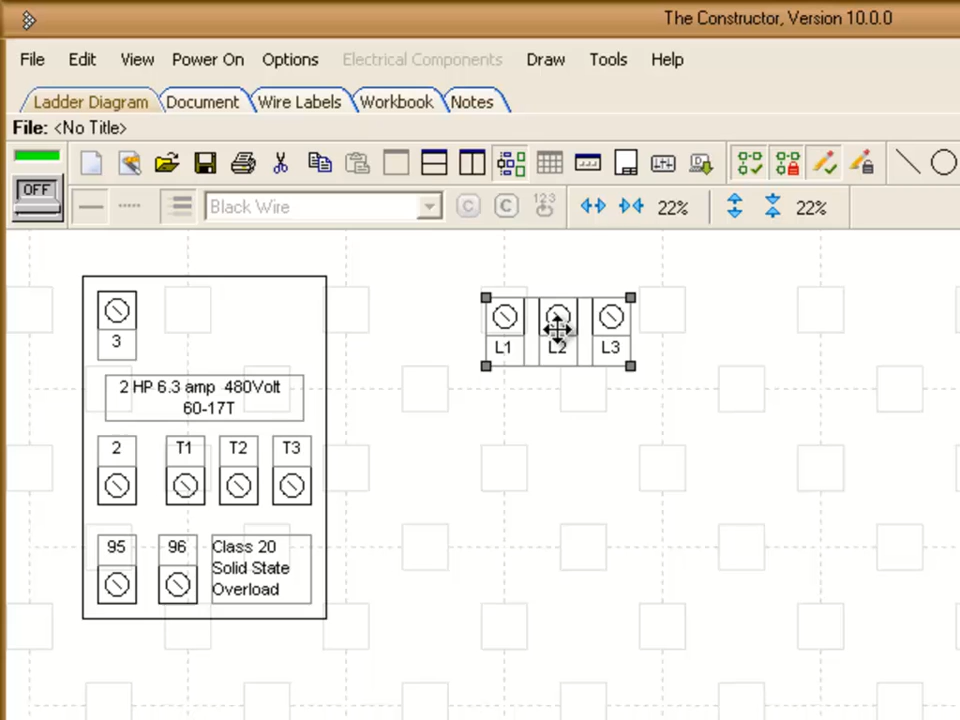 The Constructor, Version 10.0.0
File Edit View Power On Options Electrical Components Draw Tools Help
Ladder Diagram Document Wire Labels Workbook Notes
File: <No Title>
OFF
Black Wire
C C 123 22% 22%
3
L1 L2 L3
2 HP 6.3 amp 480Volt
60-17T
2 T1 T2 T3
95 96 Class 20
Solid State
Overload